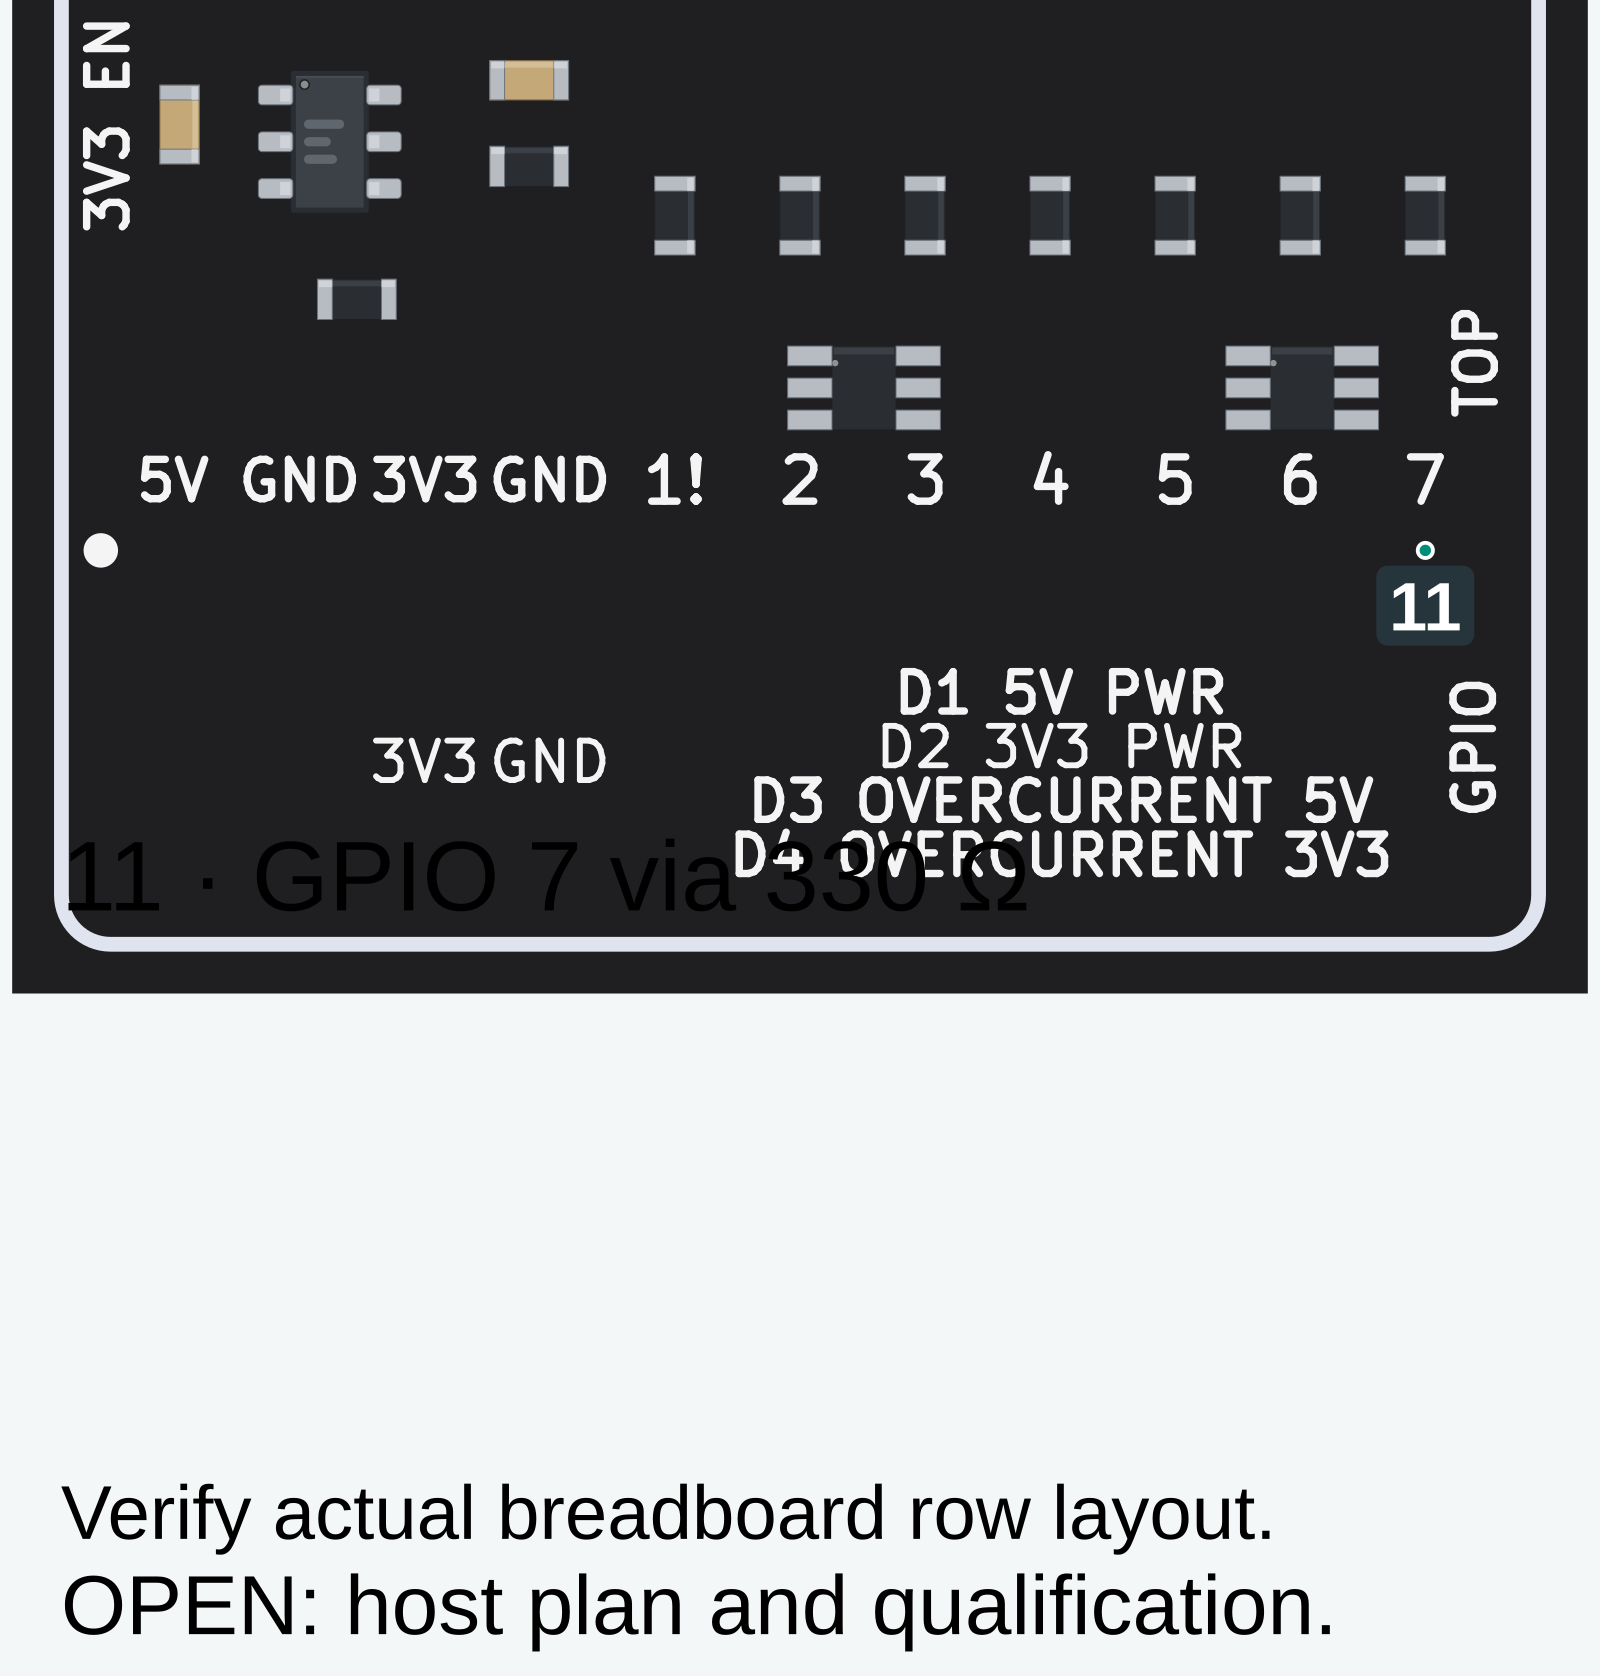 3V3 EN
TOP
5V GND 3V3 GND 1! 2 3 4 5 6 7
11
D1 5V PWR
D2 3V3 PWR
D3 OVERCURRENT 5V
D4 OVERCURRENT 3V3
GPIO
3V3 GND
11 · GPIO 7 via 330 Ω
Verify actual breadboard row layout.
OPEN: host plan and qualification.